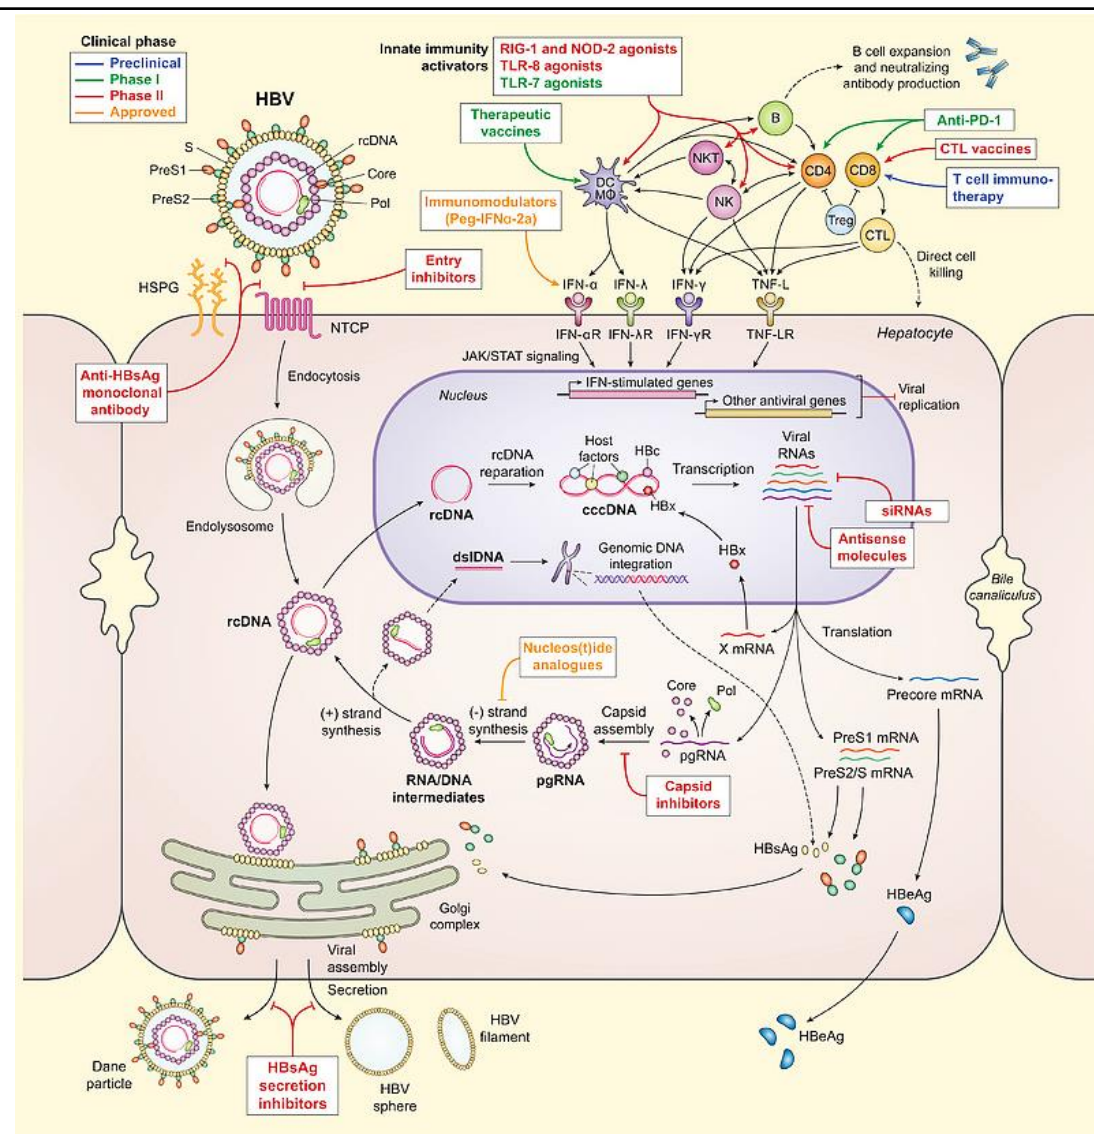 Clinical phase
Preclinical
Phase I
Phase II
Approved
HBV
S
PreS1
PreS2
rcDNA
Core
Pol
Innate immunity
activators
RIG-1 and NOD-2 agonists
TLR-8 agonists
TLR-7 agonists
Therapeutic
vaccines
Immunomodulators
(Peg-IFNα-2a)
Entry
inhibitors
B cell expansion
and neutralizing
antibody production
Anti-PD-1
CTL vaccines
T cell immuno-
therapy
B
NKT
NK
DC
MΦ
CD4
CD8
Treg
CTL
Direct cell
killing
HSPG
NTCP
IFN-α
IFN-λ
IFN-γ
TNF-L
IFN-αR
IFN-λR
IFN-γR
TNF-LR
Hepatocyte
JAK/STAT signaling
Anti-HBsAg
monoclonal
antibody
Endocytosis
Nucleus
IFN-stimulated genes
Other antiviral genes
Viral
replication
Endolysosome
rcDNA
rcDNA
reparation
Host
factors
HBc
HBx
cccDNA
Transcription
Viral
RNAs
siRNAs
Antisense
molecules
dslDNA
Genomic DNA
integration
HBx
Bile
canaliculus
rcDNA
X mRNA
Translation
Nucleos(t)ide
analogues
Precore mRNA
(+) strand
synthesis
(-) strand
synthesis
Capsid
assembly
Core
Pol
pgRNA
RNA/DNA
intermediates
pgRNA
Capsid
inhibitors
PreS1 mRNA
PreS2/S mRNA
HBsAg
HBeAg
Golgi
complex
Viral
assembly
Secretion
Dane
particle
HBsAg
secretion
inhibitors
HBV
sphere
HBV
filament
HBeAg